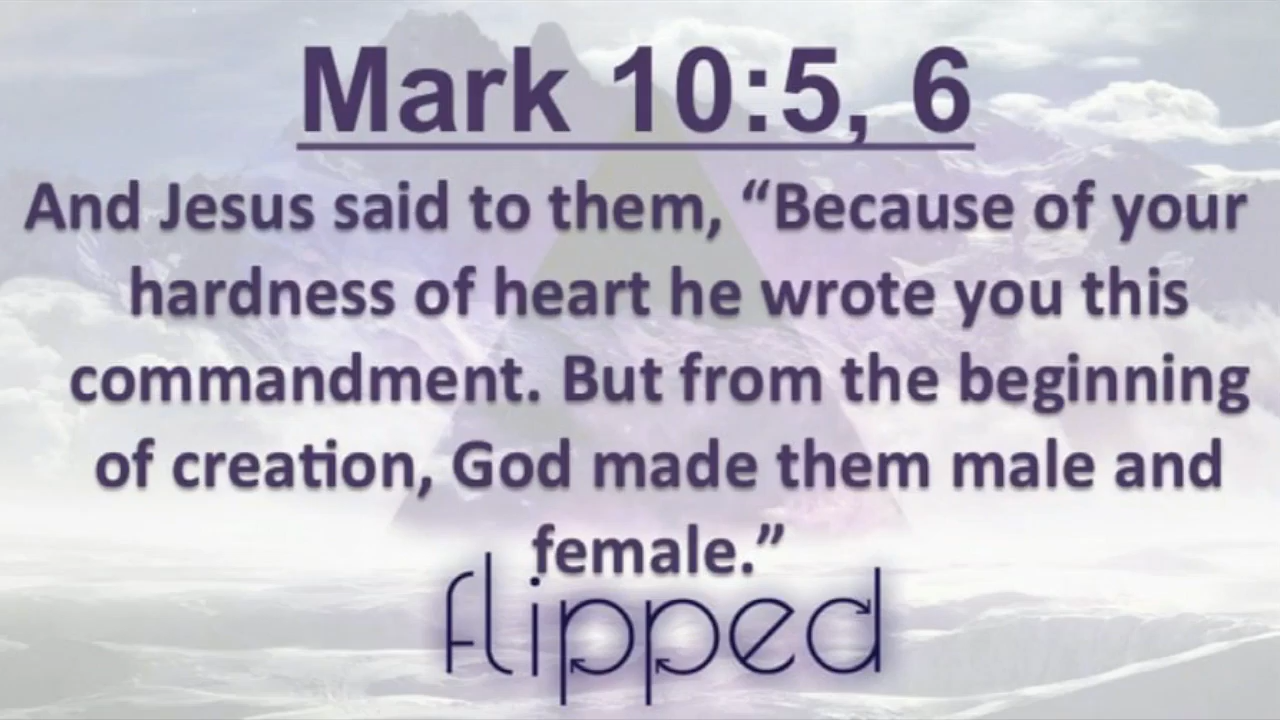 Mark 10:5, 6
And Jesus said to them, “Because of your
hardness of heart he wrote you this
commandment. But from the beginning
of creation, God made them male and
female.”
flipped